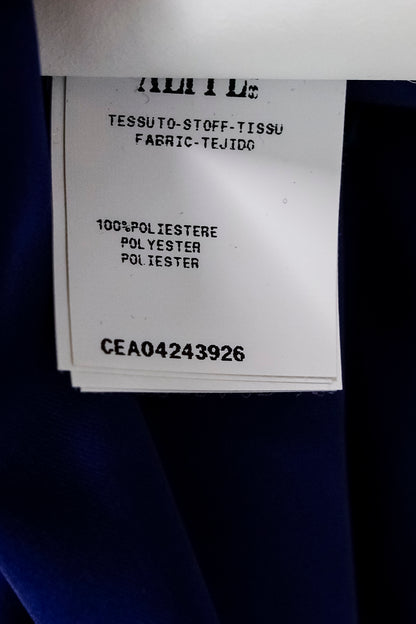 TESSUTO-STOFF-TISSU
FABRIC-TEJIDO
100%POLIESTERE
POLYESTER
POLIESTER
CEA04243926